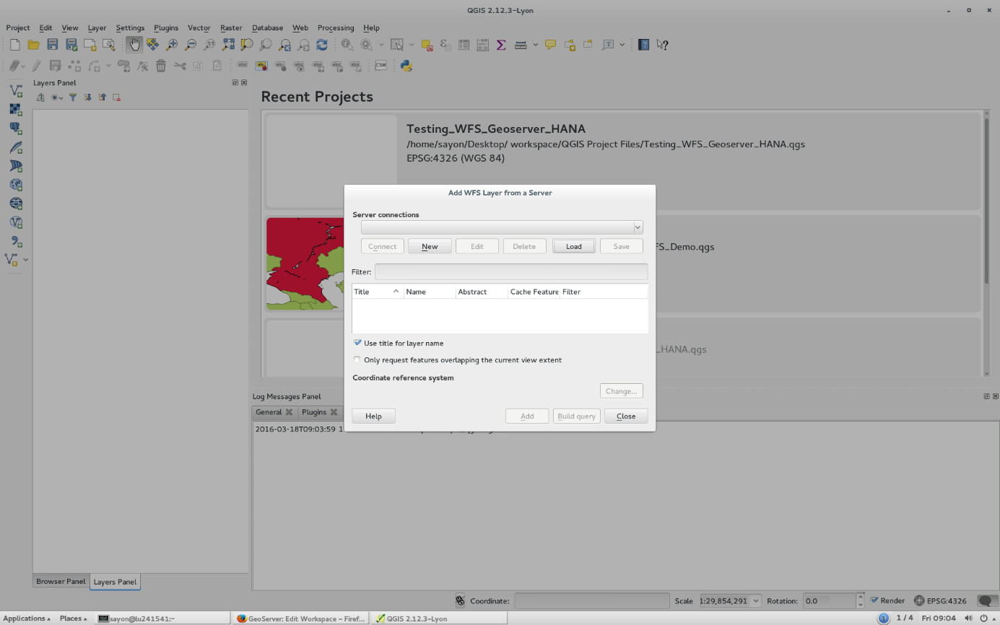 QGIS 2.12.3-Lyon
Project Edit View Layer Settings Plugins Vector Raster Database Web Processing Help
Layers Panel
Recent Projects
Testing_WFS_Geoserver_HANA
/home/sayon/Desktop/ workspace/QGIS Project Files/Testing_WFS_Geoserver_HANA.qgs
EPSG:4326 (WGS 84)
FS_Demo.qgs
_HANA.qgs
Add WFS Layer from a Server
Server connections
Connect New Edit Delete Load Save
Filter:
Title Name Abstract Cache Feature Filter
Use title for layer name
Only request features overlapping the current view extent
Coordinate reference system
Change...
Help Add Build query Close
Log Messages Panel
General Plugins
2016-03-18T09:03:59 1
Browser Panel Layers Panel
Coordinate: Scale 1:29,854,291 Rotation: 0.0 Render EPSG:4326
Applications Places sayon@lu241541:~ GeoServer: Edit Workspace – Firef... QGIS 2.12.3-Lyon 1 1 / 4 Fri 09:04